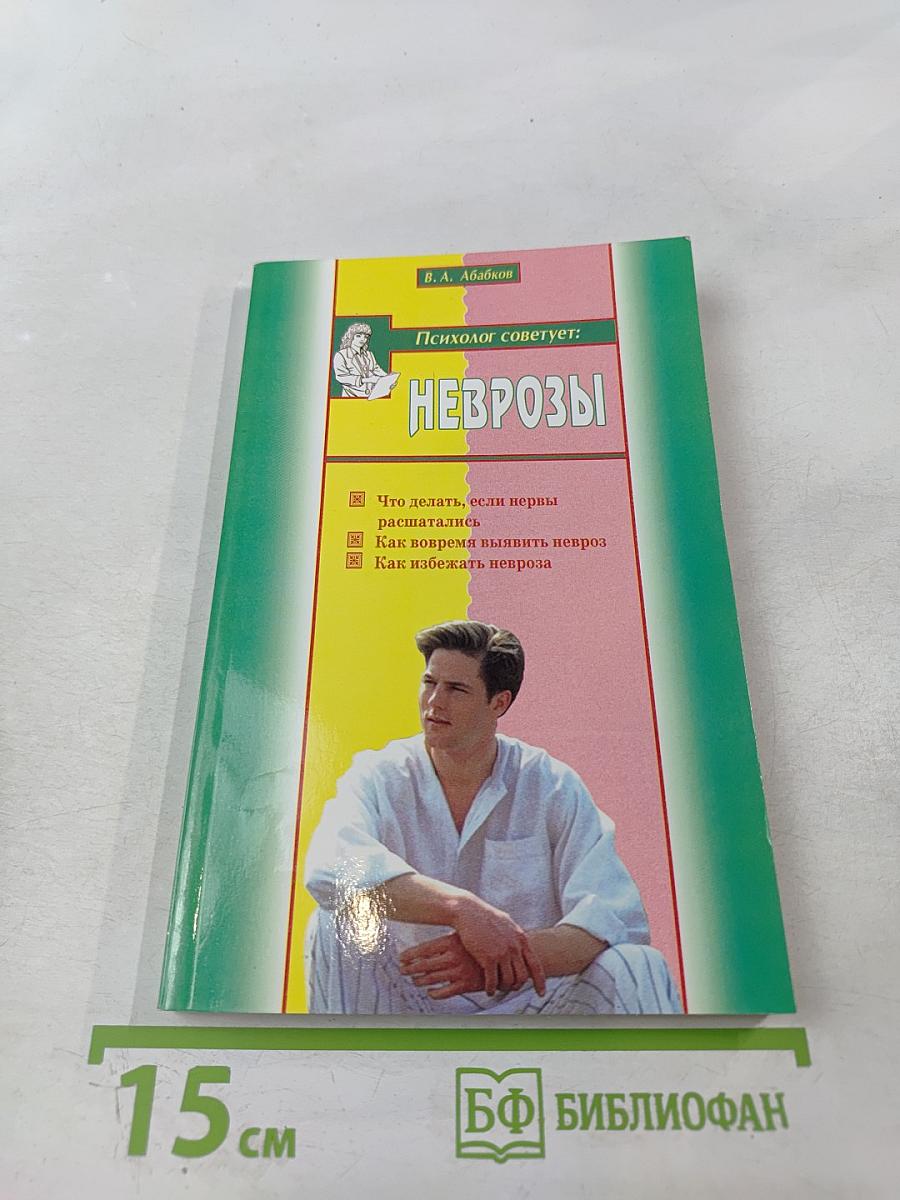 В. А. Абабков
Психолог советует:
НЕВРОЗЫ
Что делать, если нервы
расшатались
Как вовремя выявить невроз
Как избежать невроза
15 см
БФ БИБЛИОФАН